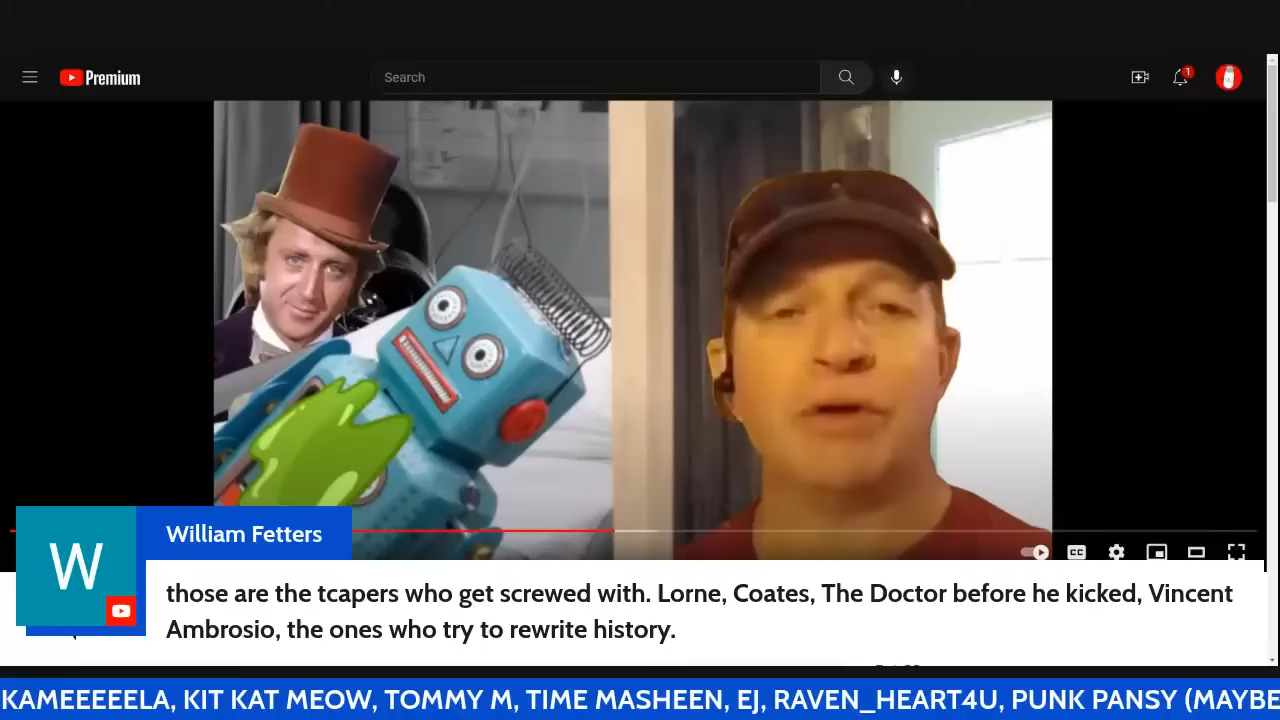 Premium
Search
1
William Fetters
W
those are the tcapers who get screwed with. Lorne, Coates, The Doctor before he kicked, Vincent
Ambrosio, the ones who try to rewrite history.
CC
KAMEEEEELA, KIT KAT MEOW, TOMMY M, TIME MASHEEN, EJ, RAVEN_HEART4U, PUNK PANSY (MAYBE